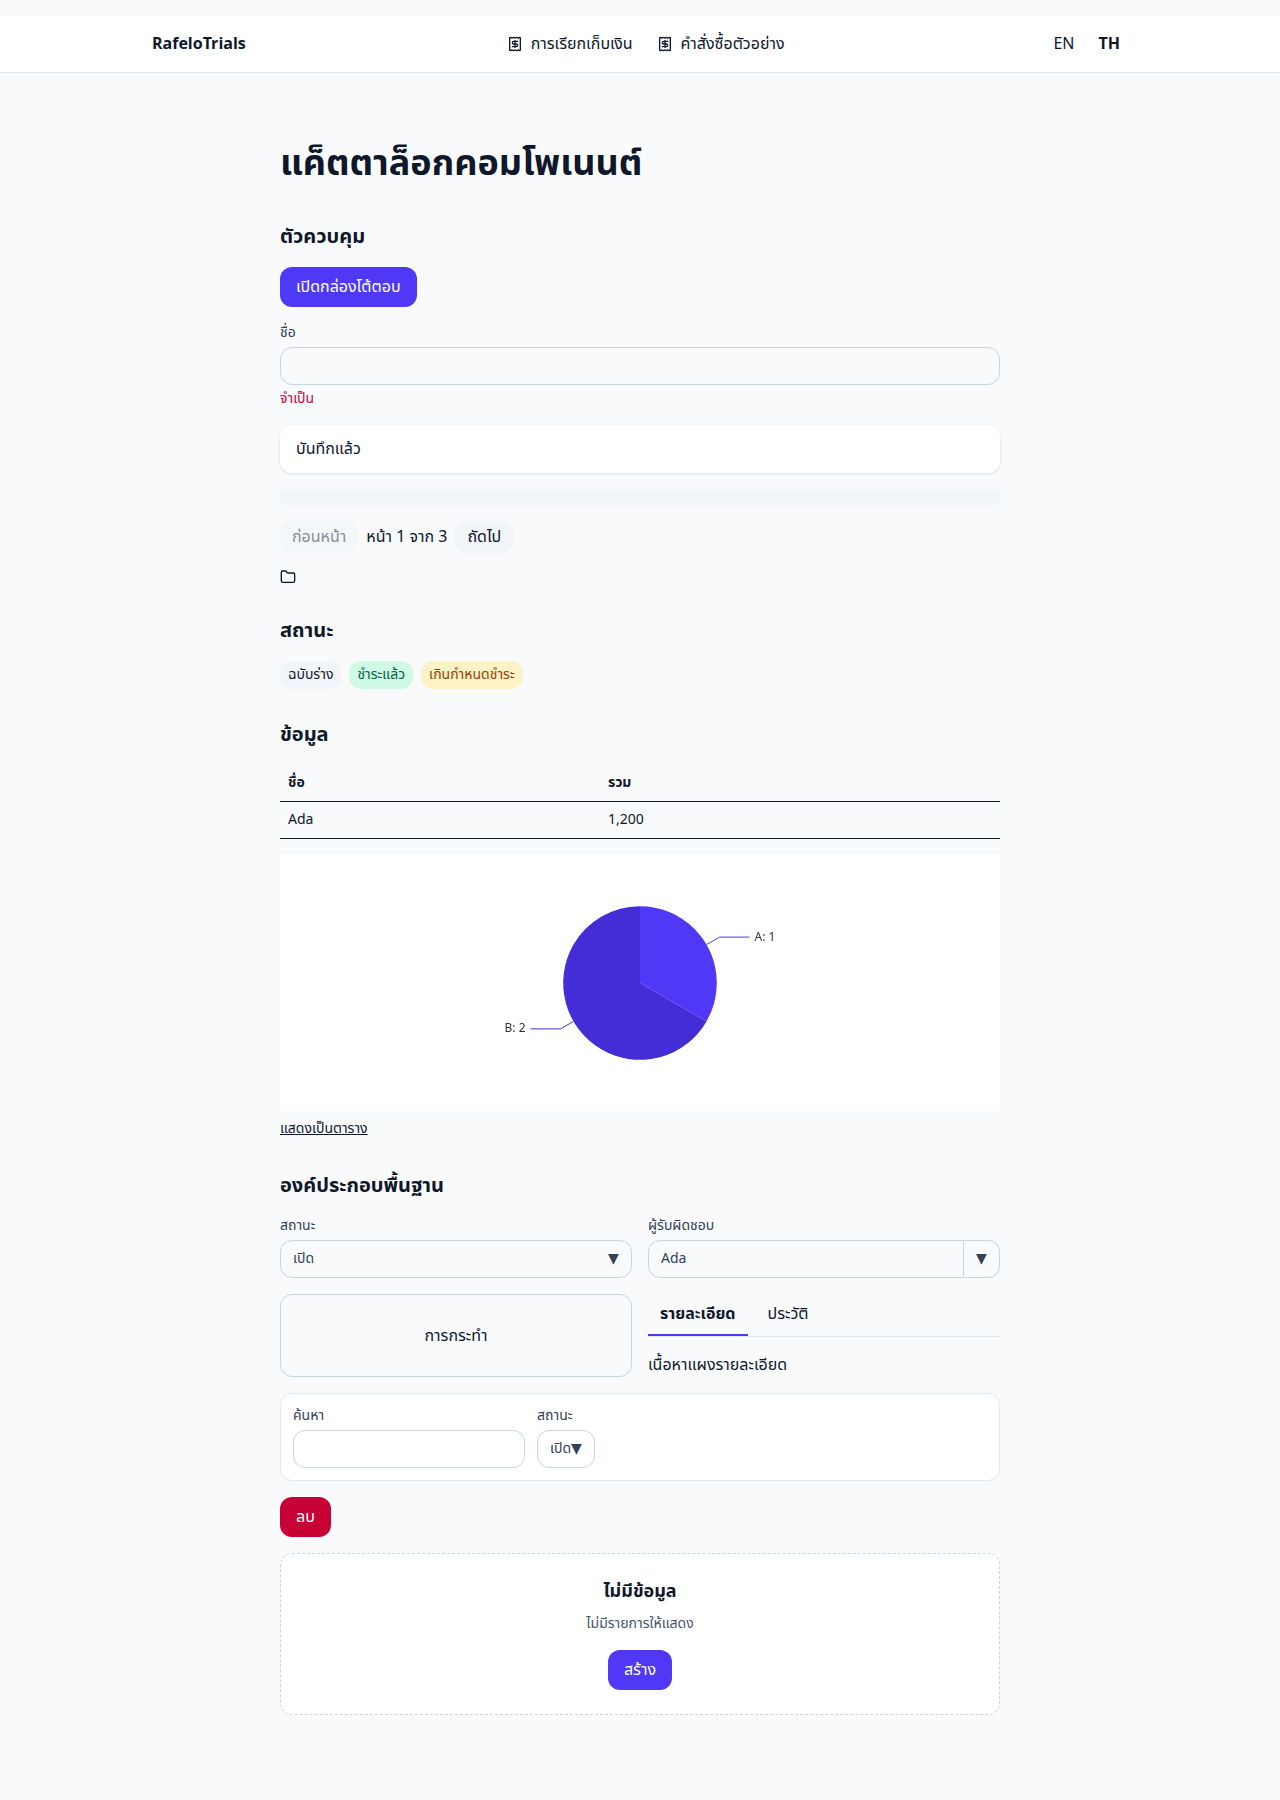 RafeloTrials
การเรียกเก็บเงิน คำสั่งซื้อตัวอย่าง
EN TH
แค็ตตาล็อกคอมโพเนนต์
ตัวควบคุม
เปิดกล่องโต้ตอบ
ชื่อ
จำเป็น
บันทึกแล้ว
ก่อนหน้า หน้า 1 จาก 3 ถัดไป
สถานะ
ฉบับร่าง ชำระแล้ว เกินกำหนดชำระ
ข้อมูล
ชื่อ รวม
Ada 1,200
A: 1
B: 2
แสดงเป็นตาราง
องค์ประกอบพื้นฐาน
สถานะ ผู้รับผิดชอบ
เปิด ▼ Ada ▼
การกระทำ
รายละเอียด ประวัติ
เนื้อหาแผงรายละเอียด
ค้นหา สถานะ
เปิด▼
ลบ
ไม่มีข้อมูล
ไม่มีรายการให้แสดง
สร้าง